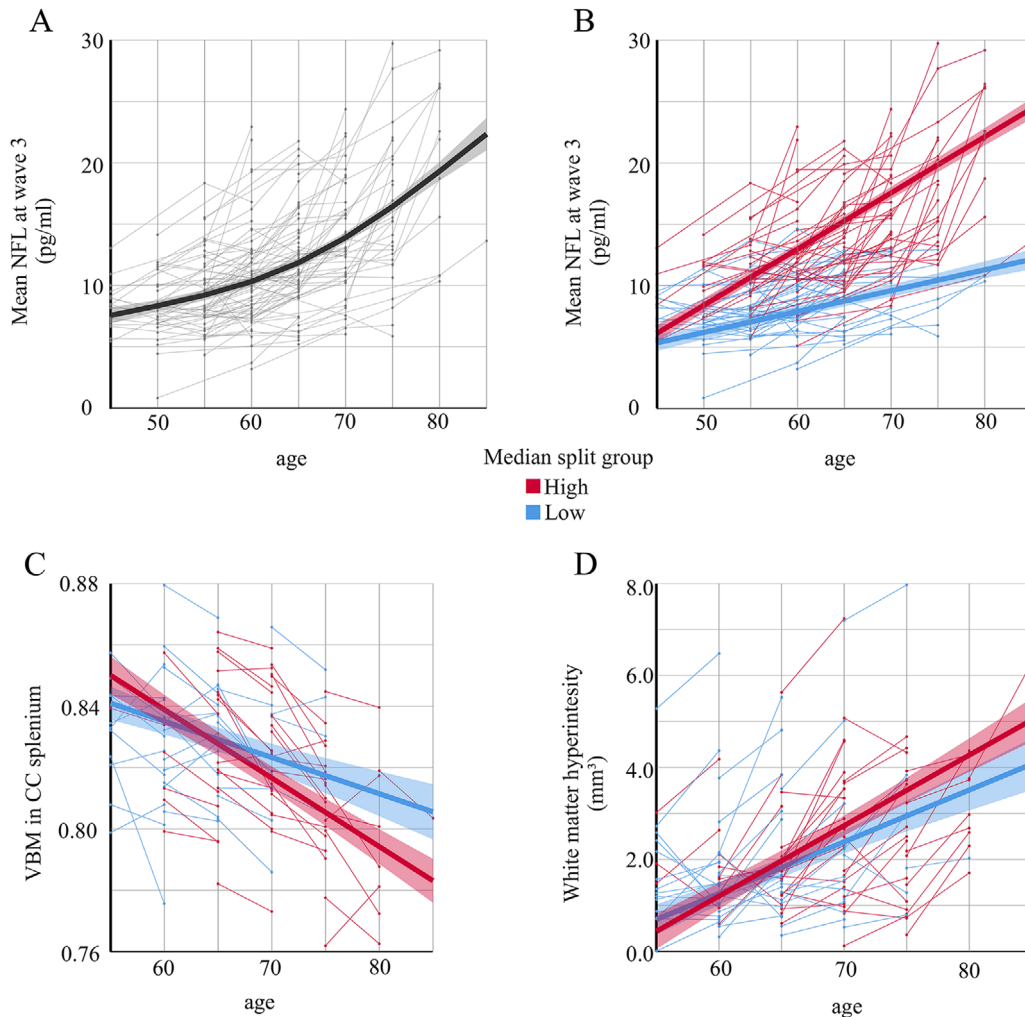 A
30
20
10
0
Mean NFL at wave 3
(pg/ml)
50
60
70
80
age
B
30
20
10
0
Mean NFL at wave 3
(pg/ml)
50
60
70
80
age
Median split group
High
Low
C
0.88
0.84
0.80
0.76
VBM in CC splenium
60
70
80
age
D
8.0
6.0
4.0
2.0
0.0
White matter hyperintesity
(mm³)
60
70
80
age